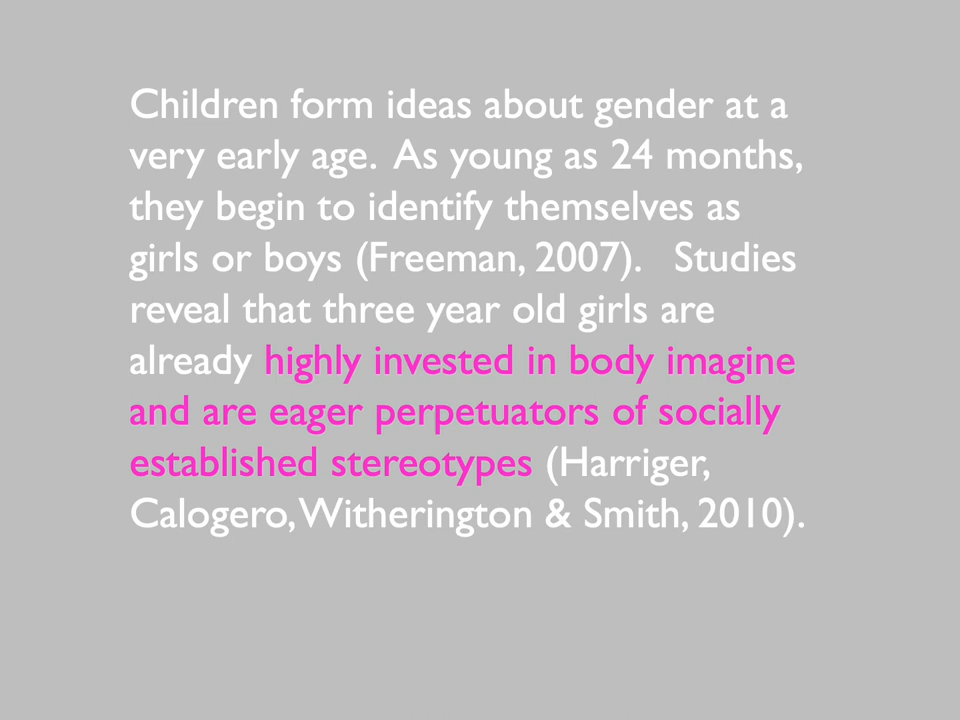 Children form ideas about gender at a
very early age.  As young as 24 months,
they begin to identify themselves as
girls or boys (Freeman, 2007).   Studies
reveal that three year old girls are
already highly invested in body imagine
and are eager perpetuators of socially
established stereotypes (Harriger,
Calogero, Witherington & Smith, 2010).